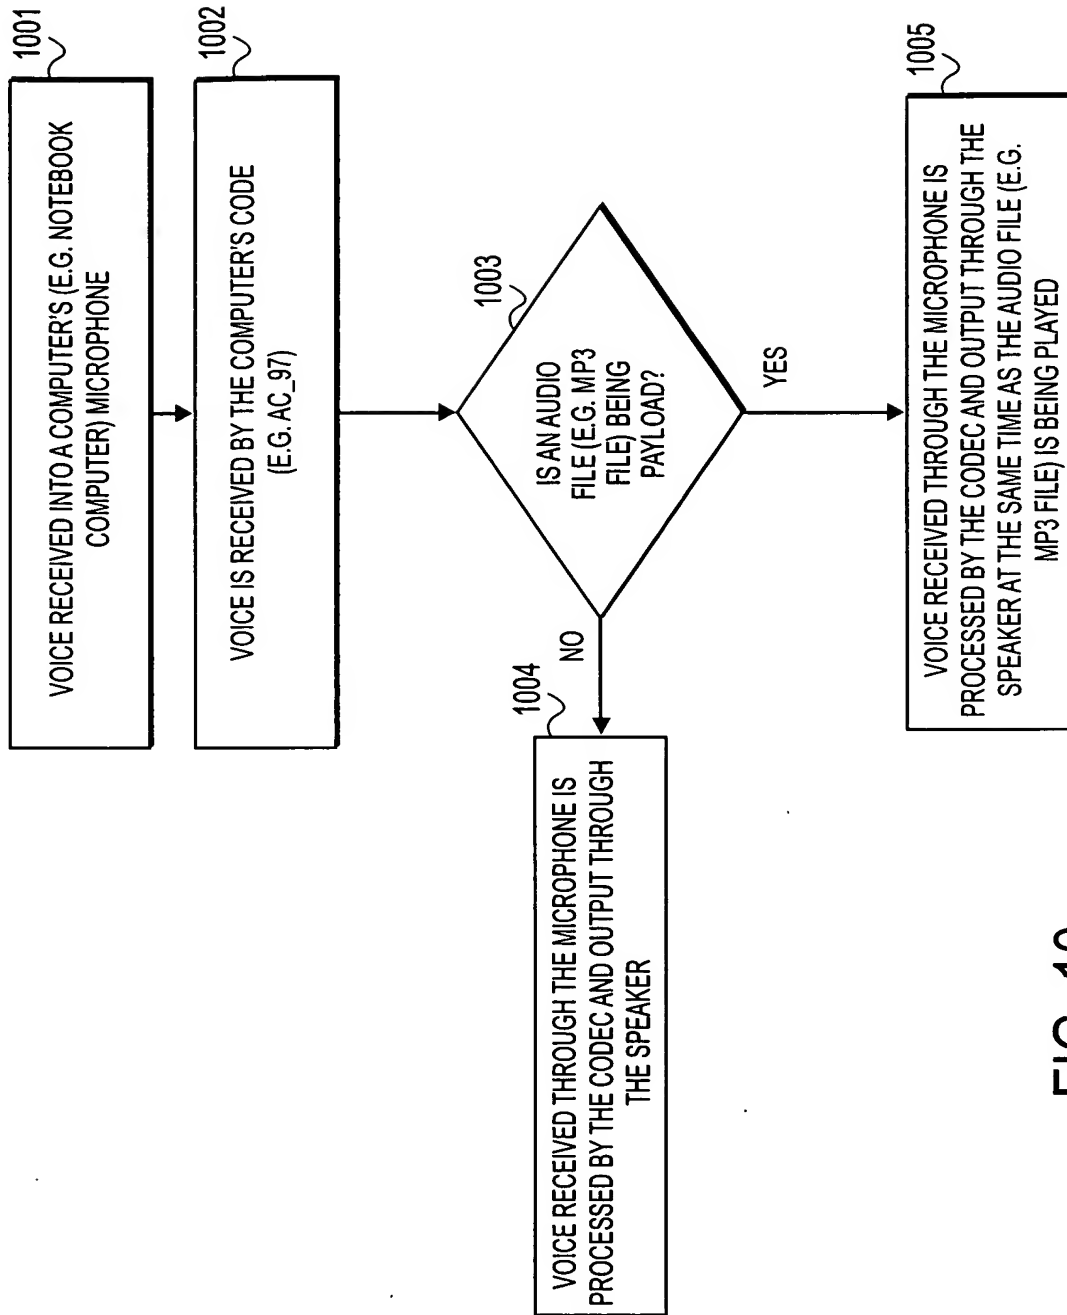 1001
VOICE RECEIVED INTO A COMPUTER'S (E.G. NOTEBOOK
COMPUTER) MICROPHONE
1002
VOICE IS RECEIVED BY THE COMPUTER'S CODE
(E.G. AC_97)
1003
IS AN AUDIO
FILE (E.G. MP3
FILE) BEING
PAYLOAD?
NO
YES
1004
VOICE RECEIVED THROUGH THE MICROPHONE IS
PROCESSED BY THE CODEC AND OUTPUT THROUGH
THE SPEAKER
1005
VOICE RECEIVED THROUGH THE MICROPHONE IS
PROCESSED BY THE CODEC AND OUTPUT THROUGH THE
SPEAKER AT THE SAME TIME AS THE AUDIO FILE (E.G.
MP3 FILE) IS BEING PLAYED
FIG. 10